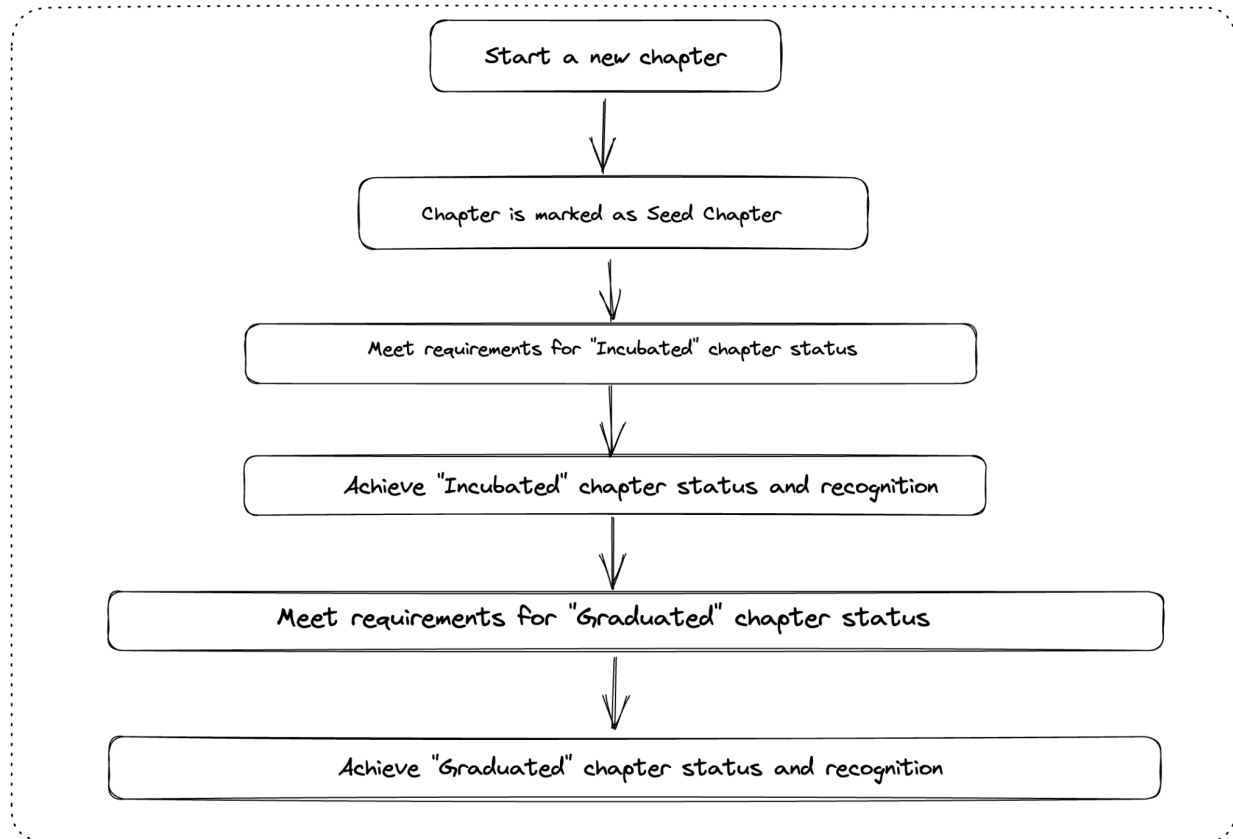 Start a new chapter
Chapter is marked as Seed Chapter
Meet requirements for "Incubated" chapter status
Achieve "Incubated" chapter status and recognition
Meet requirements for "Graduated" chapter status
Achieve "Graduated" chapter status and recognition